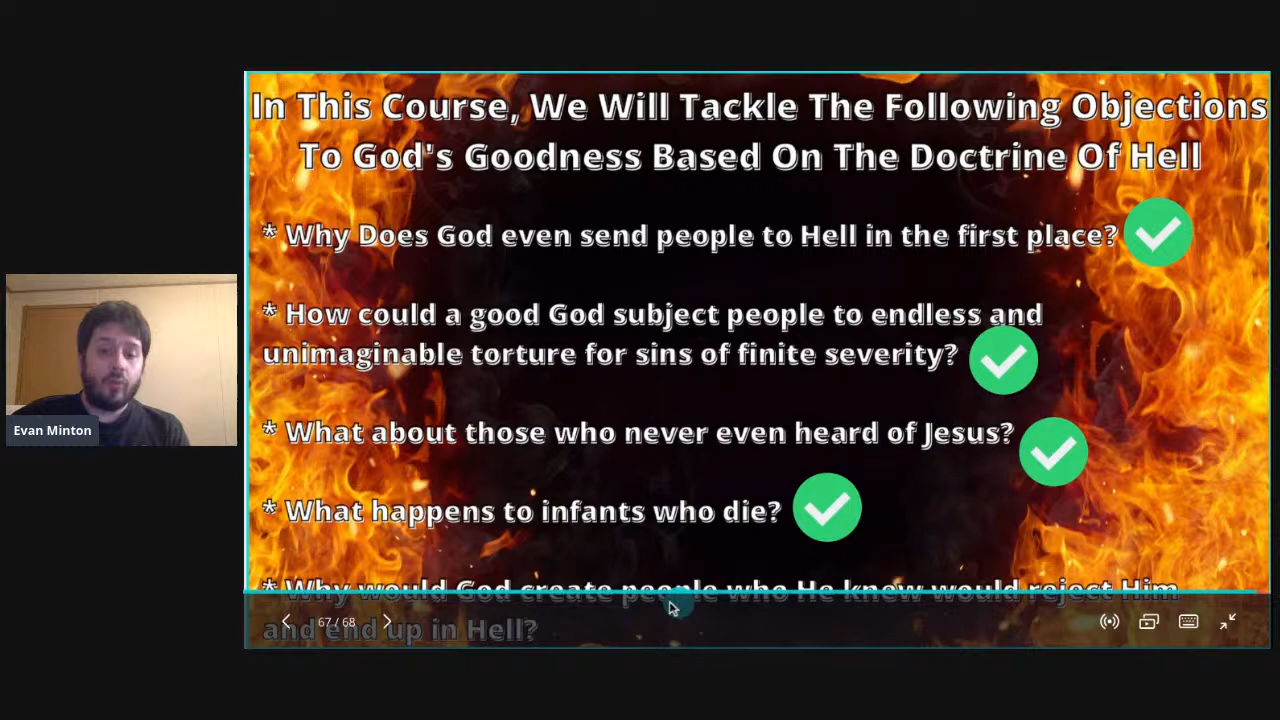 In This Course, We Will Tackle The Following Objections
To God's Goodness Based On The Doctrine Of Hell
* Why Does God even send people to Hell in the first place?
* How could a good God subject people to endless and
unimaginable torture for sins of finite severity?
* What about those who never even heard of Jesus?
* What happens to infants who die?
* Why would God create people who He knew would reject Him
and end up in Hell?
67 / 68
Evan Minton